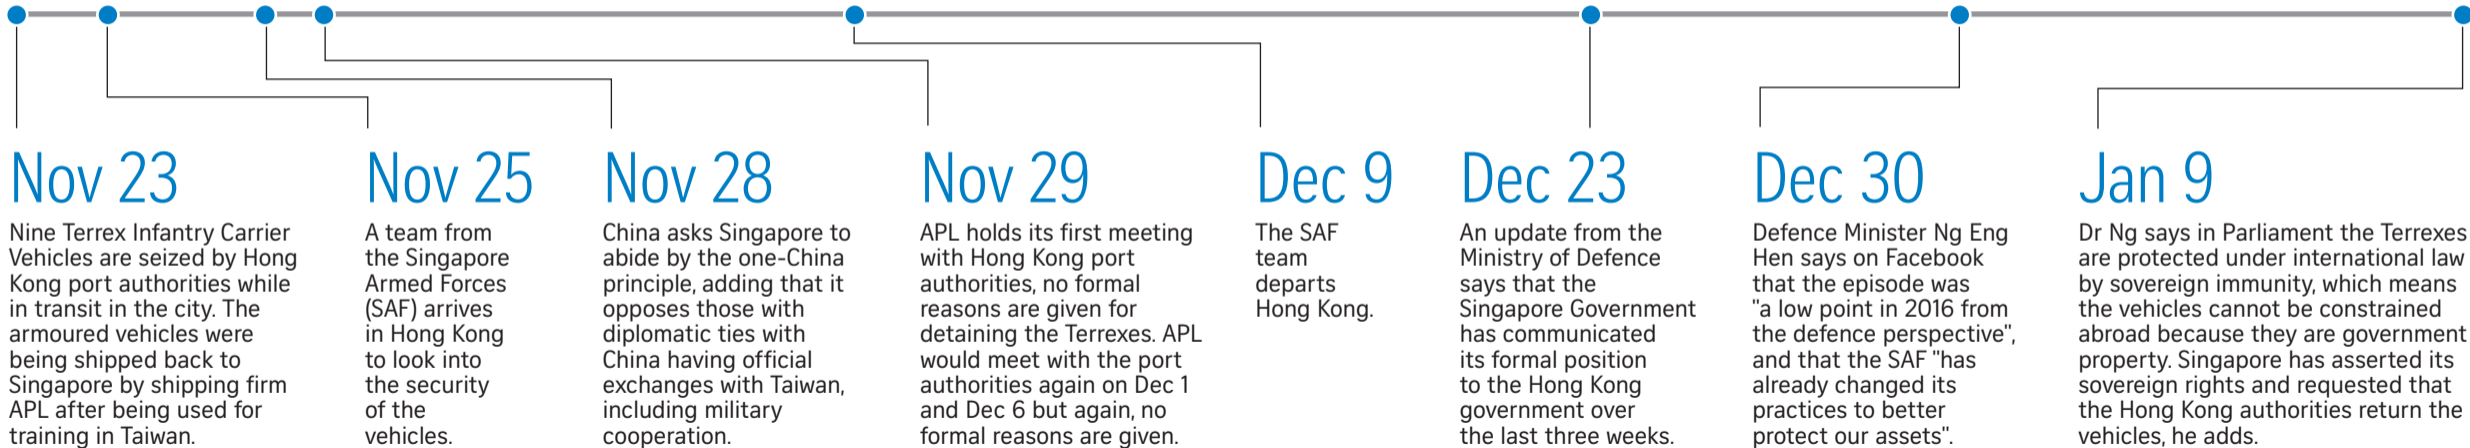 Nov 23
Nine Terrex Infantry Carrier
Vehicles are seized by Hong
Kong port authorities while
in transit in the city. The
armoured vehicles were
being shipped back to
Singapore by shipping firm
APL after being used for
training in Taiwan.
Nov 25
A team from
the Singapore
Armed Forces
(SAF) arrives
in Hong Kong
to look into
the security
of the
vehicles.
Nov 28
China asks Singapore to
abide by the one-China
principle, adding that it
opposes those with
diplomatic ties with
China having official
exchanges with Taiwan,
including military
cooperation.
Nov 29
APL holds its first meeting
with Hong Kong port
authorities, no formal
reasons are given for
detaining the Terrexes. APL
would meet with the port
authorities again on Dec 1
and Dec 6 but again, no
formal reasons are given.
Dec 9
The SAF
team
departs
Hong Kong.
Dec 23
An update from the
Ministry of Defence
says that the
Singapore Government
has communicated
its formal position
to the Hong Kong
government over
the last three weeks.
Dec 30
Defence Minister Ng Eng
Hen says on Facebook
that the episode was
"a low point in 2016 from
the defence perspective",
and that the SAF "has
already changed its
practices to better
protect our assets".
Jan 9
Dr Ng says in Parliament the Terrexes
are protected under international law
by sovereign immunity, which means
the vehicles cannot be constrained
abroad because they are government
property. Singapore has asserted its
sovereign rights and requested that
the Hong Kong authorities return the
vehicles, he adds.